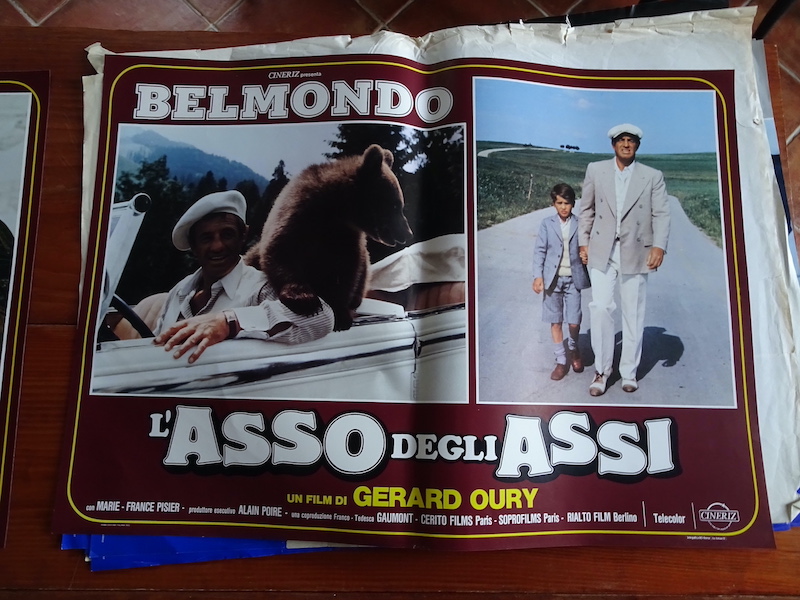 CINERIZ presenta
BELMONDO
L'ASSO DEGLI ASSI
UN FILM DI GERARD OURY
con MARIE - FRANCE PISIER - produttore esecutivo ALAIN POIRE - una coproduzione Franco - Tedesca GAUMONT - CERITO FILMS Paris - SOPROFILMS Paris - RIALTO FILM Berlino
Telecolor
CINERIZ